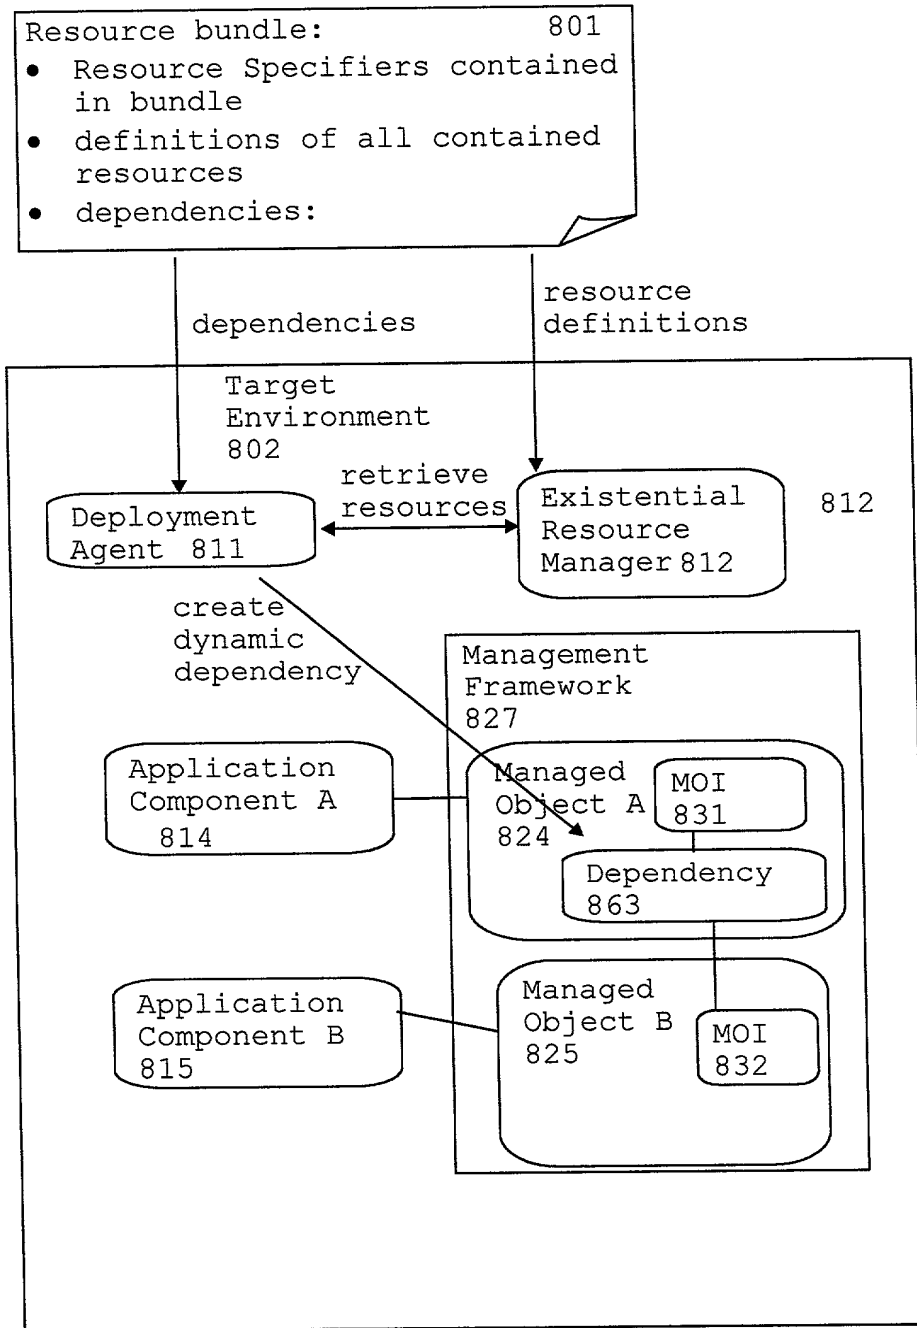 Resource bundle: 801
• Resource Specifiers contained
in bundle
• definitions of all contained
resources
• dependencies:
dependencies
resource
definitions
Target
Environment
802
retrieve
resources
Deployment
Agent 811
Existential
Resource
Manager 812
812
create
dynamic
dependency
Management
Framework
827
Application
Component A
814
Managed
Object A
824
MOI
831
Dependency
863
Application
Component B
815
Managed
Object B
825
MOI
832